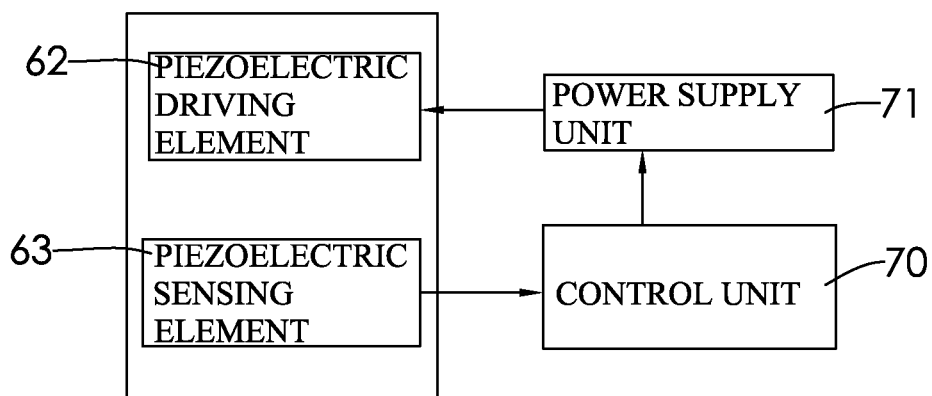 62
PIEZOELECTRIC
DRIVING
ELEMENT
POWER SUPPLY
UNIT
71
63
PIEZOELECTRIC
SENSING
ELEMENT
CONTROL UNIT
70